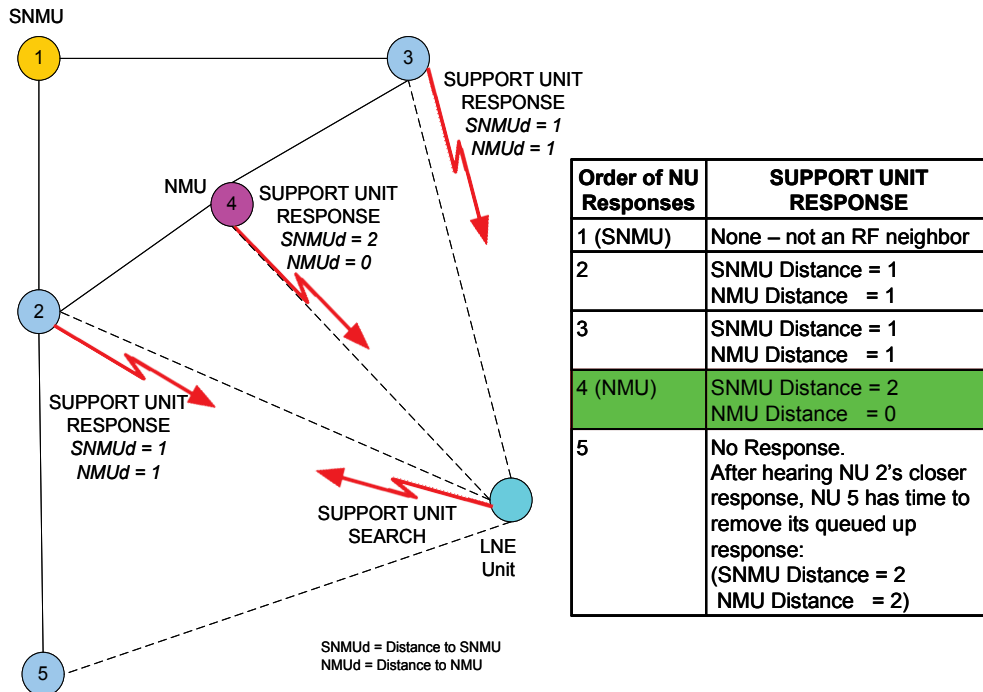 SNMU
1
3
SUPPORT UNIT
RESPONSE
SNMUd = 1
NMUd = 1
NMU
4
SUPPORT UNIT
RESPONSE
SNMUd = 2
NMUd = 0
2
SUPPORT UNIT
RESPONSE
SNMUd = 1
NMUd = 1
SUPPORT UNIT
SEARCH
LNE
Unit
5
SNMUd = Distance to SNMU
NMUd = Distance to NMU
Order of NU
Responses
SUPPORT UNIT
RESPONSE
1 (SNMU)
None – not an RF neighbor
2
SNMU Distance = 1
NMU Distance = 1
3
SNMU Distance = 1
NMU Distance = 1
4 (NMU)
SNMU Distance = 2
NMU Distance = 0
5
No Response.
After hearing NU 2's closer
response, NU 5 has time to
remove its queued up
response:
(SNMU Distance = 2
NMU Distance = 2)